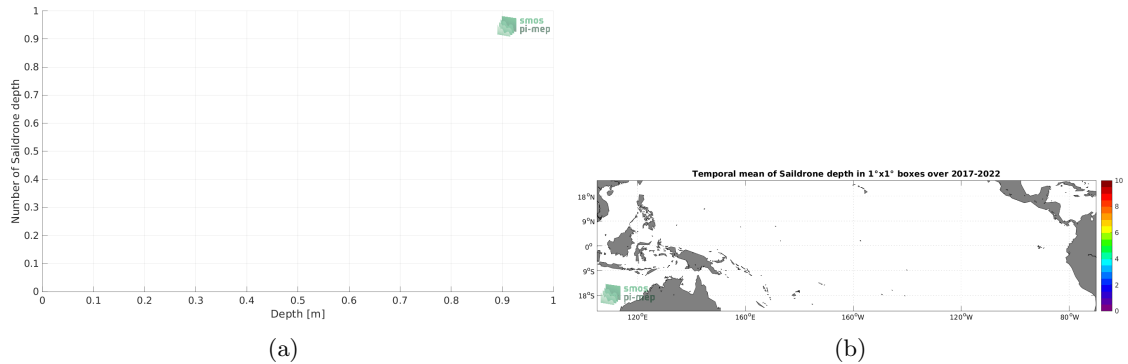 smos
pi-mep
Number of Saildrone depth
1
0.9
0.8
0.7
0.6
0.5
0.4
0.3
0.2
0.1
0
0 0.1 0.2 0.3 0.4 0.5 0.6 0.7 0.8 0.9 1
Depth [m]
(a)
Temporal mean of Saildrone depth in 1°x1° boxes over 2017-2022
18°N
9°N
0°
9°S
18°S
120°E 160°E 160°W 120°W 80°W
smos
pi-mep
10
8
6
4
2
0
(b)